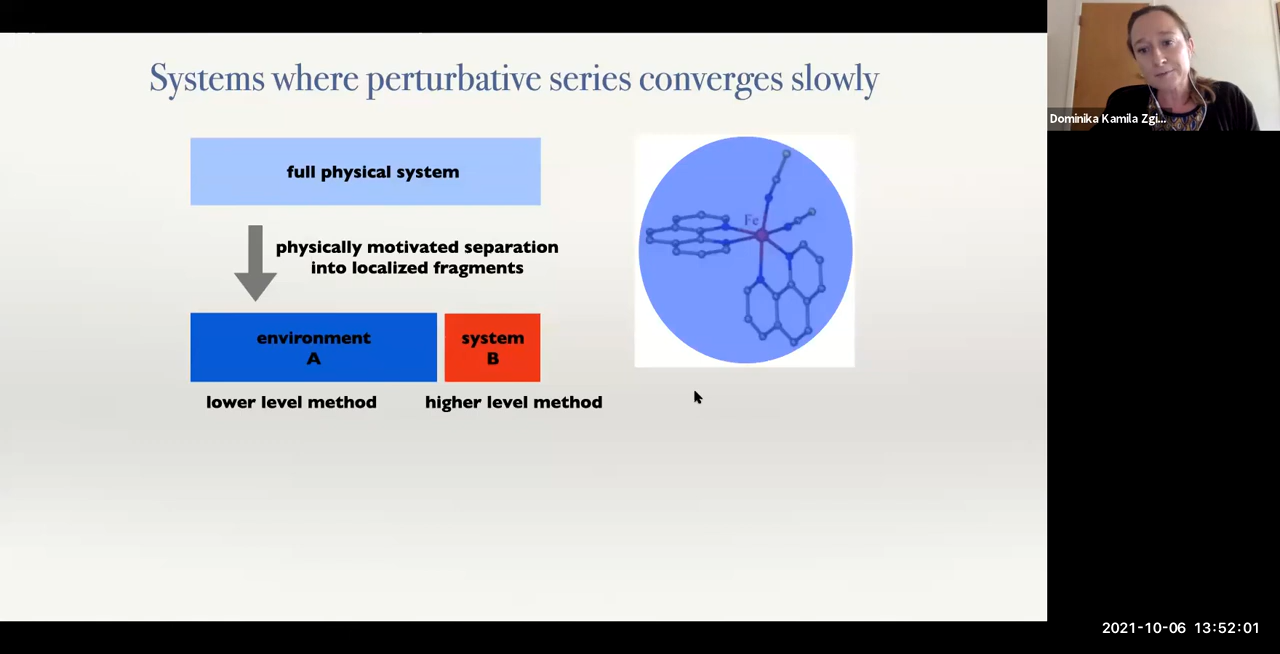 Systems where perturbative series converges slowly
full physical system
physically motivated separation
into localized fragments
environment
A
system
B
lower level method
higher level method
Fe
Dominika Kamila Zgi...
2021-10-06 13:52:01